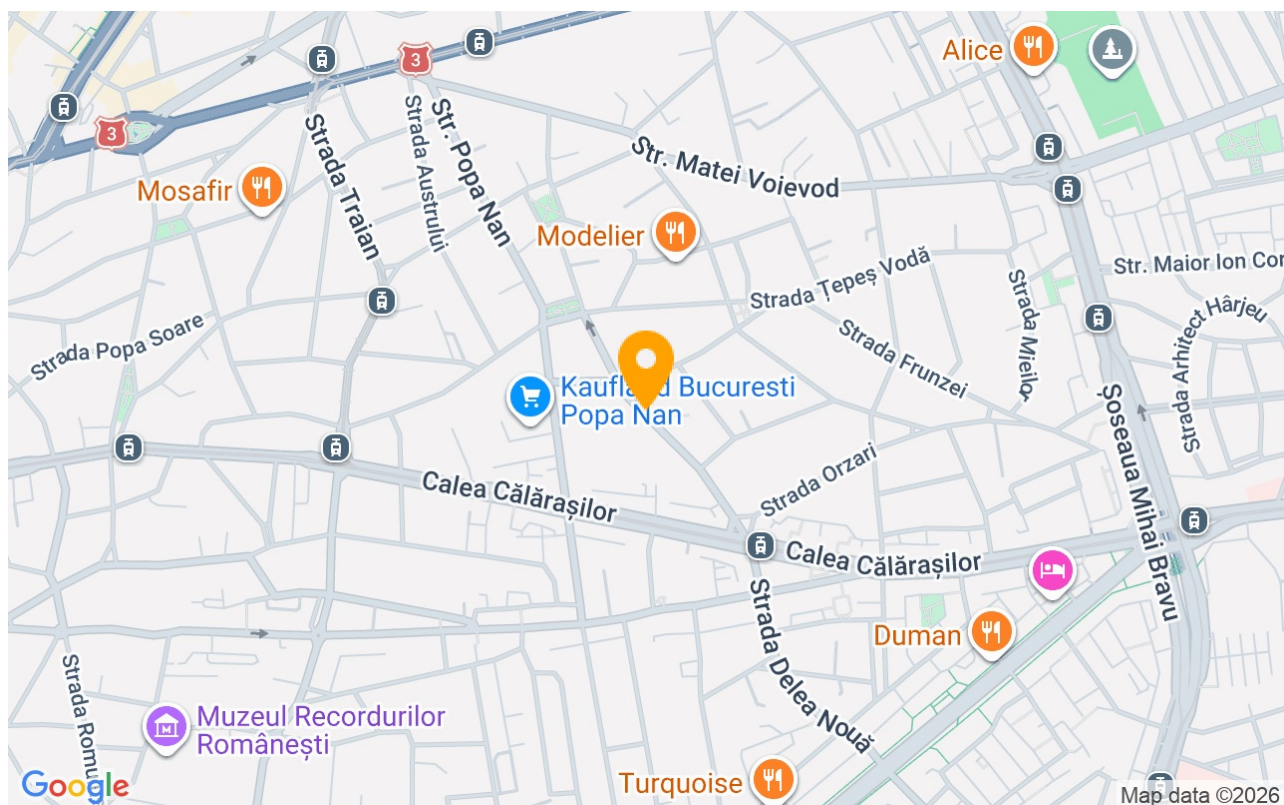 Alice
3
3
Str. Popa Nan
Strada Austrului
Strada Traian
Str. Matei Voievod
Mosafir
Modelier
Strada Țepeș Vodă
Str. Maior Ion Cor
Strada Mieilor
Strada Arhitect Hârjeu
Strada Popa Soare
Strada Frunzei
Kaufland Bucuresti
Popa Nan
Șoseaua Mihai Bravu
Strada Orzari
Calea Călărașilor
Calea Călărașilor
Strada Delea Nouă
Duman
Strada Romu
Muzeul Recordurilor
Românești
Turquoise
Google
Map data ©2026